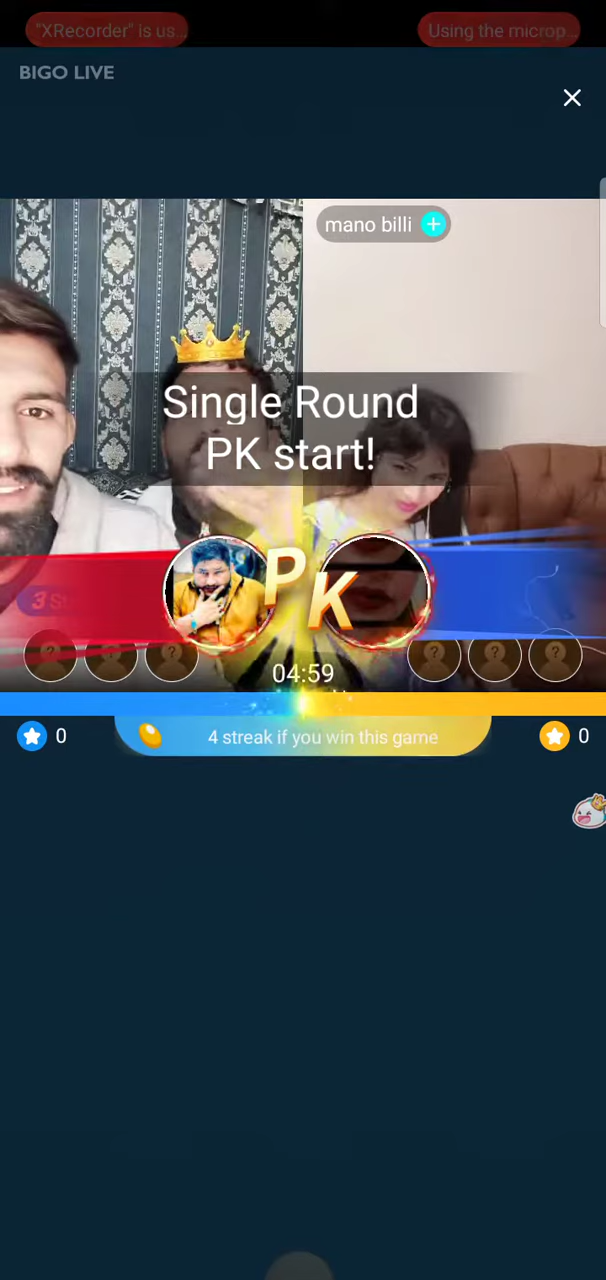 "XRecorder" is us...
Using the microp...
BIGO LIVE
mano billi
Single Round
PK start!
PK
3
04:59
0
4 streak if you win this game
0